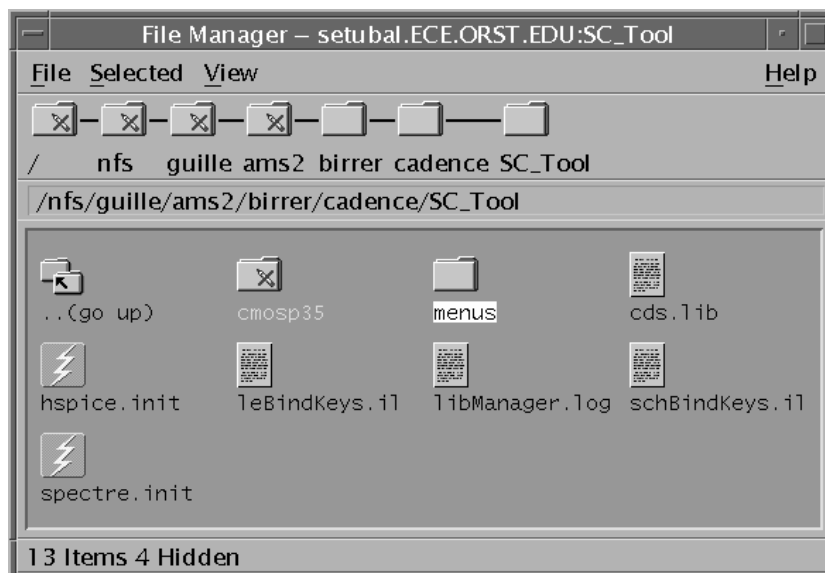 File Manager – setubal.ECE.ORST.EDU:SC_Tool
File Selected View Help
/ nfs guille ams2 birrer cadence SC_Tool
/nfs/guille/ams2/birrer/cadence/SC_Tool
..(go up) cmosp35 menus cds.lib
hspice.init leBindKeys.il libManager.log schBindKeys.il
spectre.init
13 Items 4 Hidden